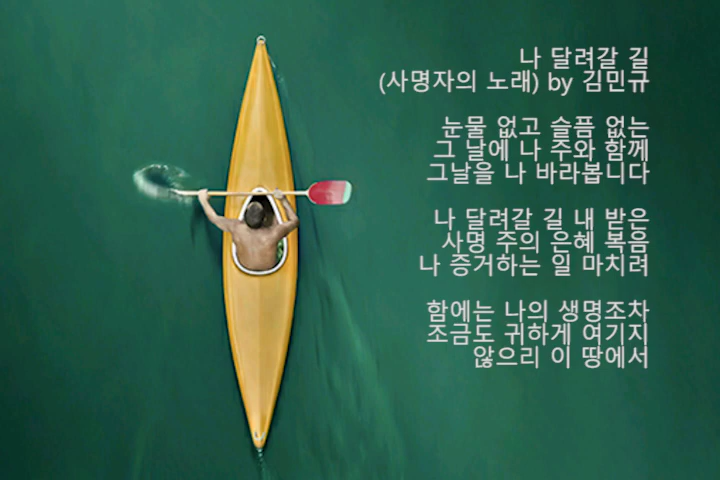 나 달려갈 길
(사명자의 노래) by 김민규
눈물 없고 슬픔 없는
그 날에 나 주와 함께
그날을 나 바라봅니다
나 달려갈 길 내 받은
사명 주의 은혜 복음
나 증거하는 일 마치려
함에는 나의 생명조차
조금도 귀하게 여기지
않으리 이 땅에서